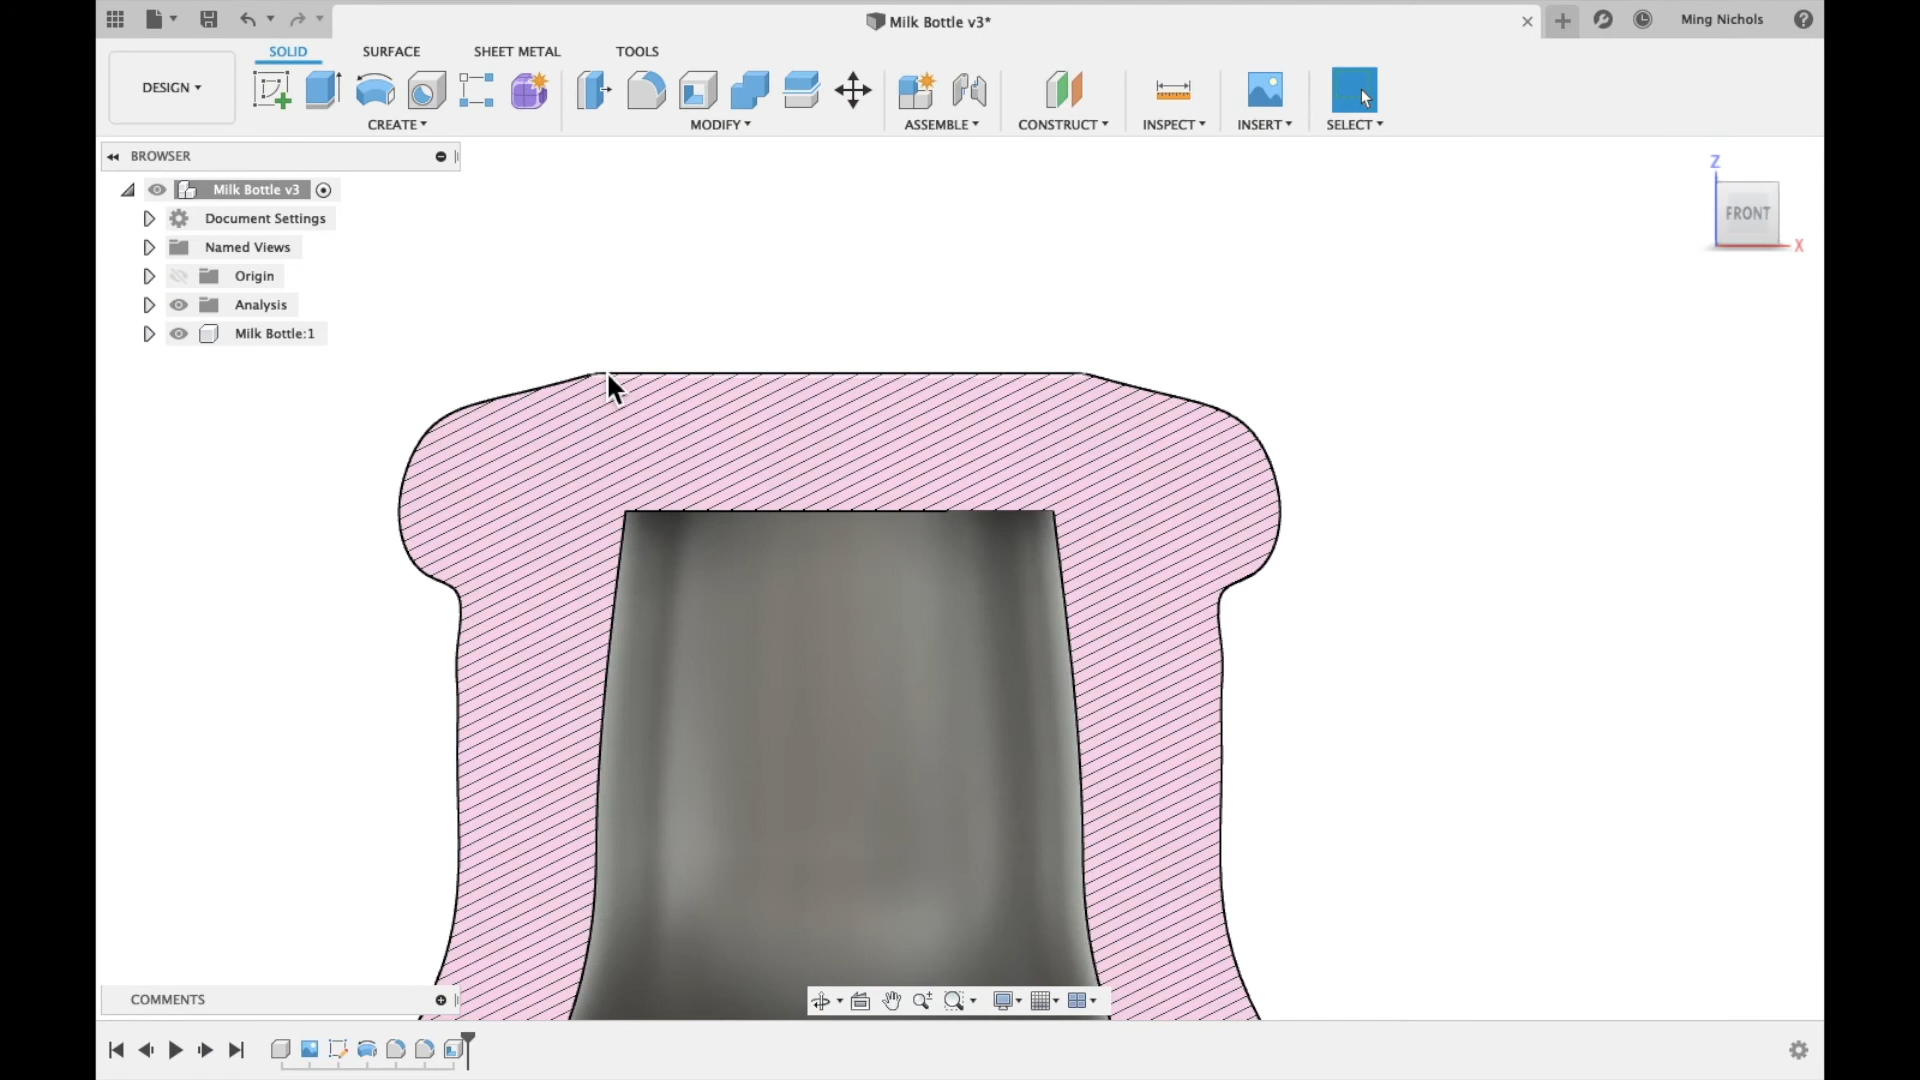 Milk Bottle v3*
Ming Nichols
SOLID
SURFACE
SHEET METAL
TOOLS
DESIGN
CREATE
MODIFY
ASSEMBLE
CONSTRUCT
INSPECT
INSERT
SELECT
BROWSER
Milk Bottle v3
Document Settings
Named Views
Origin
Analysis
Milk Bottle:1
Z
FRONT
X
COMMENTS